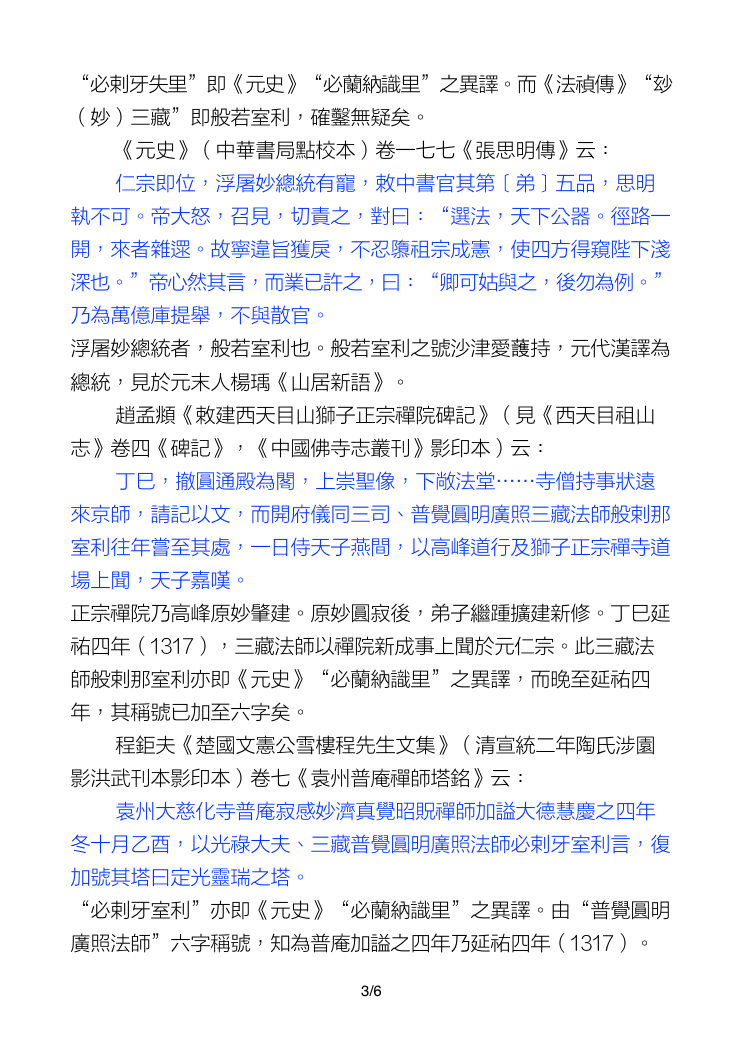 “必剌牙失里”即《元史》“必蘭納識里”之異譯。而《法禎傳》“玅
（妙）三藏”即般若室利，確鑿無疑矣。
《元史》（中華書局點校本）卷一七七《張思明傳》云：
仁宗即位，浮屠妙總統有寵，敕中書官其第［弟］五品，思明
執不可。帝大怒，召見，切責之，對曰：“選法，天下公器。徑路一
開，來者雜遝。故寧違旨獲戾，不忍隳祖宗成憲，使四方得窺陛下淺
深也。”帝心然其言，而業已許之，曰：“卿可姑與之，後勿為例。”
乃為萬億庫提舉，不與散官。
浮屠妙總統者，般若室利也。般若室利之號沙津愛護持，元代漢譯為
總統，見於元末人楊瑀《山居新語》。
趙孟頫《敕建西天目山獅子正宗禪院碑記》（見《西天目祖山
志》卷四《碑記》，《中國佛寺志叢刊》影印本）云：
丁巳，撤圓通殿為閣，上崇聖像，下敞法堂……寺僧持事狀遠
來京師，請記以文，而開府儀同三司、普覺圓明廣照三藏法師般剌那
室利往年嘗至其處，一日侍天子燕間，以高峰道行及獅子正宗禪寺道
場上聞，天子嘉嘆。
正宗禪院乃高峰原妙肇建。原妙圓寂後，弟子繼踵擴建新修。丁巳延
祐四年（1317），三藏法師以禪院新成事上聞於元仁宗。此三藏法
師般剌那室利亦即《元史》“必蘭納識里”之異譯，而晚至延祐四
年，其稱號已加至六字矣。
程鉅夫《楚國文憲公雪樓程先生文集》（清宣統二年陶氏涉園
影洪武刊本影印本）卷七《袁州普庵禪師塔銘》云：
袁州大慈化寺普庵寂感妙濟真覺昭貺禪師加謚大德慧慶之四年
冬十月乙酉，以光祿大夫、三藏普覺圓明廣照法師必剌牙室利言，復
加號其塔曰定光靈瑞之塔。
“必剌牙室利”亦即《元史》“必蘭納識里”之異譯。由“普覺圓明
廣照法師”六字稱號，知為普庵加謚之四年乃延祐四年（1317）。
3/6